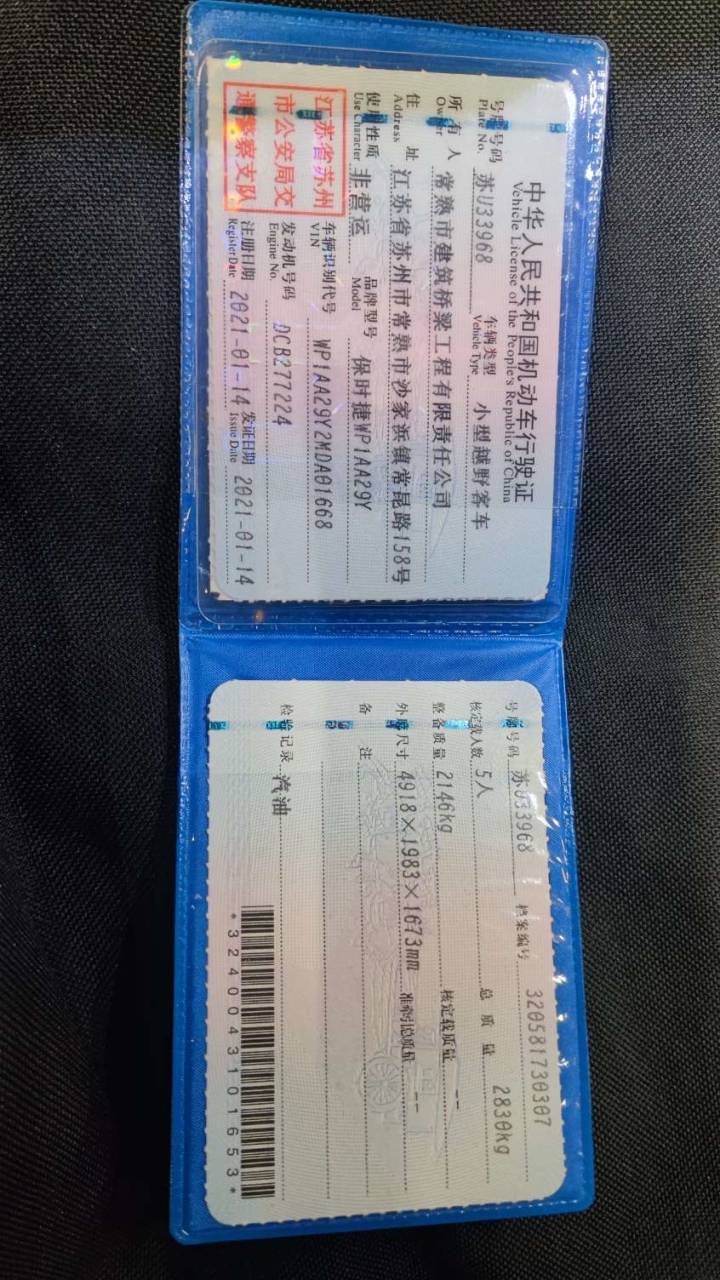 中华人民共和国机动车行驶证
Vehicle License of the People's Republic of China
号牌号码 苏U33968 车辆类型 小型越野客车
Plate No. Vehicle Type
所有人 常熟市建筑桥梁工程有限责任公司
Owner
住址 江苏省苏州市常熟市沙家浜镇常昆路158号
Address
使用性质 非营运 品牌型号 保时捷WP1AA29Y
Use Character Model
江苏省苏州
市公安局交
通警察支队
车辆识别代号 WP1AA29Y2MDA01668
VIN
发动机号码 DCB277224
Engine No.
注册日期 2021-01-14 发证日期 2021-01-14
Register Date Issue Date
号牌号码 苏U33968 档案编号 320581730307
核定载人数 5人 总质量 2830kg
整备质量 2146kg 核定载质量 --
外廓尺寸 4918×1983×1673mm 准牵引总质量 --
备注
检验记录 汽油
*3240043101653*